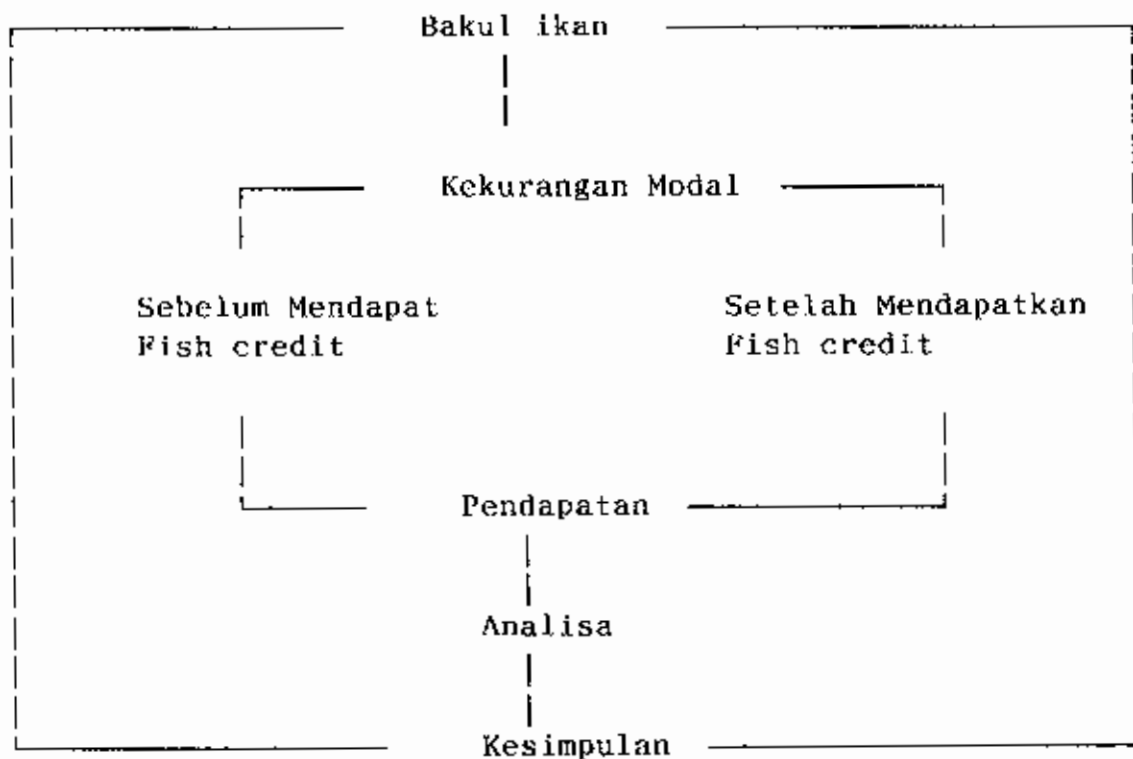 Bakul ikan
Kekurangan Modal
Sebelum Mendapat
Fish credit
Setelah Mendapatkan
Fish credit
Pendapatan
Analisa
Kesimpulan